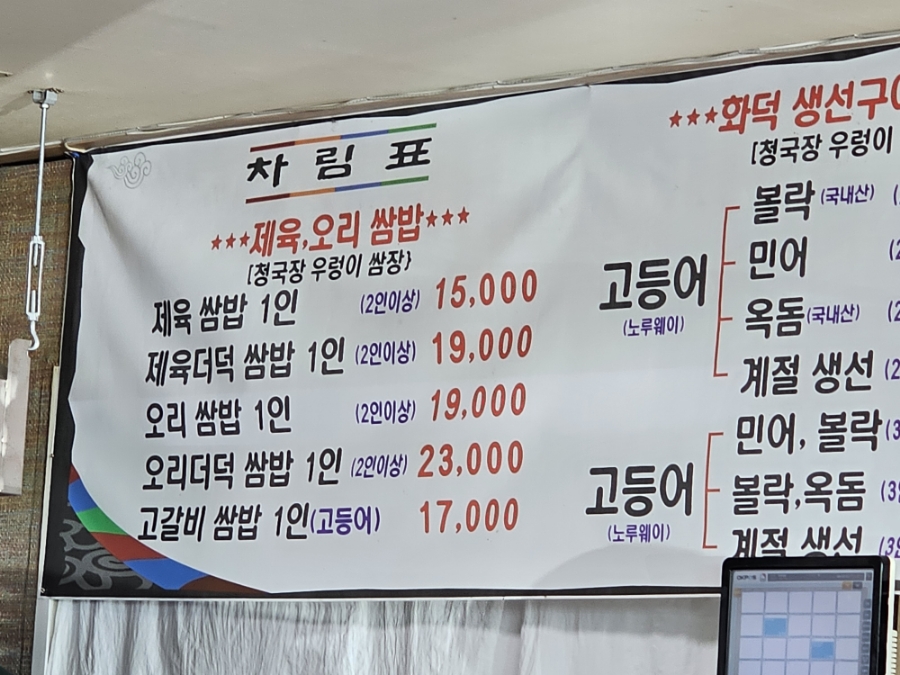 차림표
***제육,오리 쌈밥***
[청국장 우렁이 쌈장}
제육 쌈밥 1인 (2인이상) 15,000
제육더덕 쌈밥 1인 (2인이상) 19,000
오리 쌈밥 1인 (2인이상) 19,000
오리더덕 쌈밥 1인 (2인이상) 23,000
고갈비 쌈밥 1인(고등어) 17,000
***화덕 생선구이
[청국장 우렁이
고등어
(노루웨이)
볼락(국내산)
민어
옥돔(국내산)
계절 생선
고등어
(노루웨이)
민어, 볼락
볼락,옥돔
계절 생선